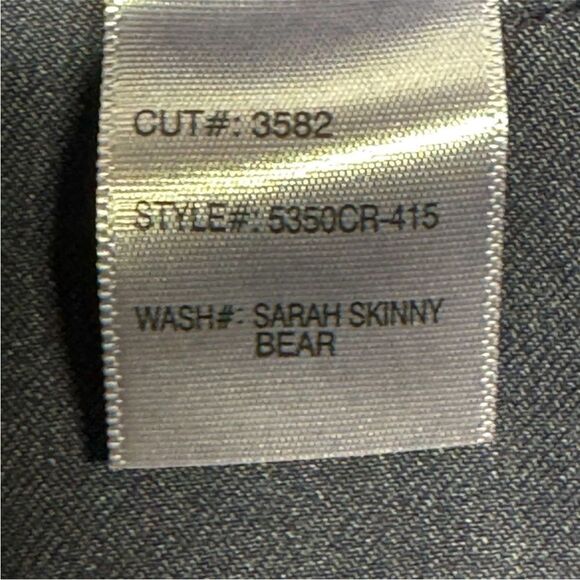 CUT#: 3582
STYLE#: 5350CR-415
WASH#: SARAH SKINNY
BEAR